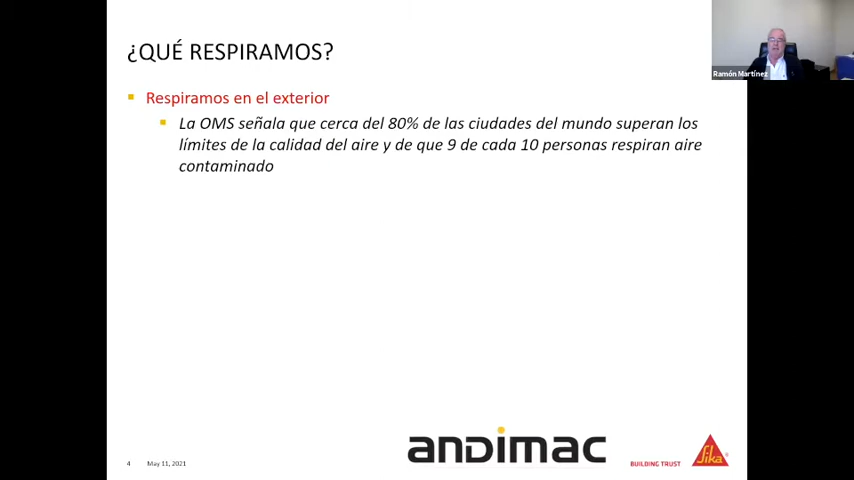 ¿QUÉ RESPIRAMOS?
Ramón Martínez
Respiramos en el exterior
La OMS señala que cerca del 80% de las ciudades del mundo superan los
límites de la calidad del aire y de que 9 de cada 10 personas respiran aire
contaminado
andimac
4 May 11, 2021
BUILDING TRUST
Sika